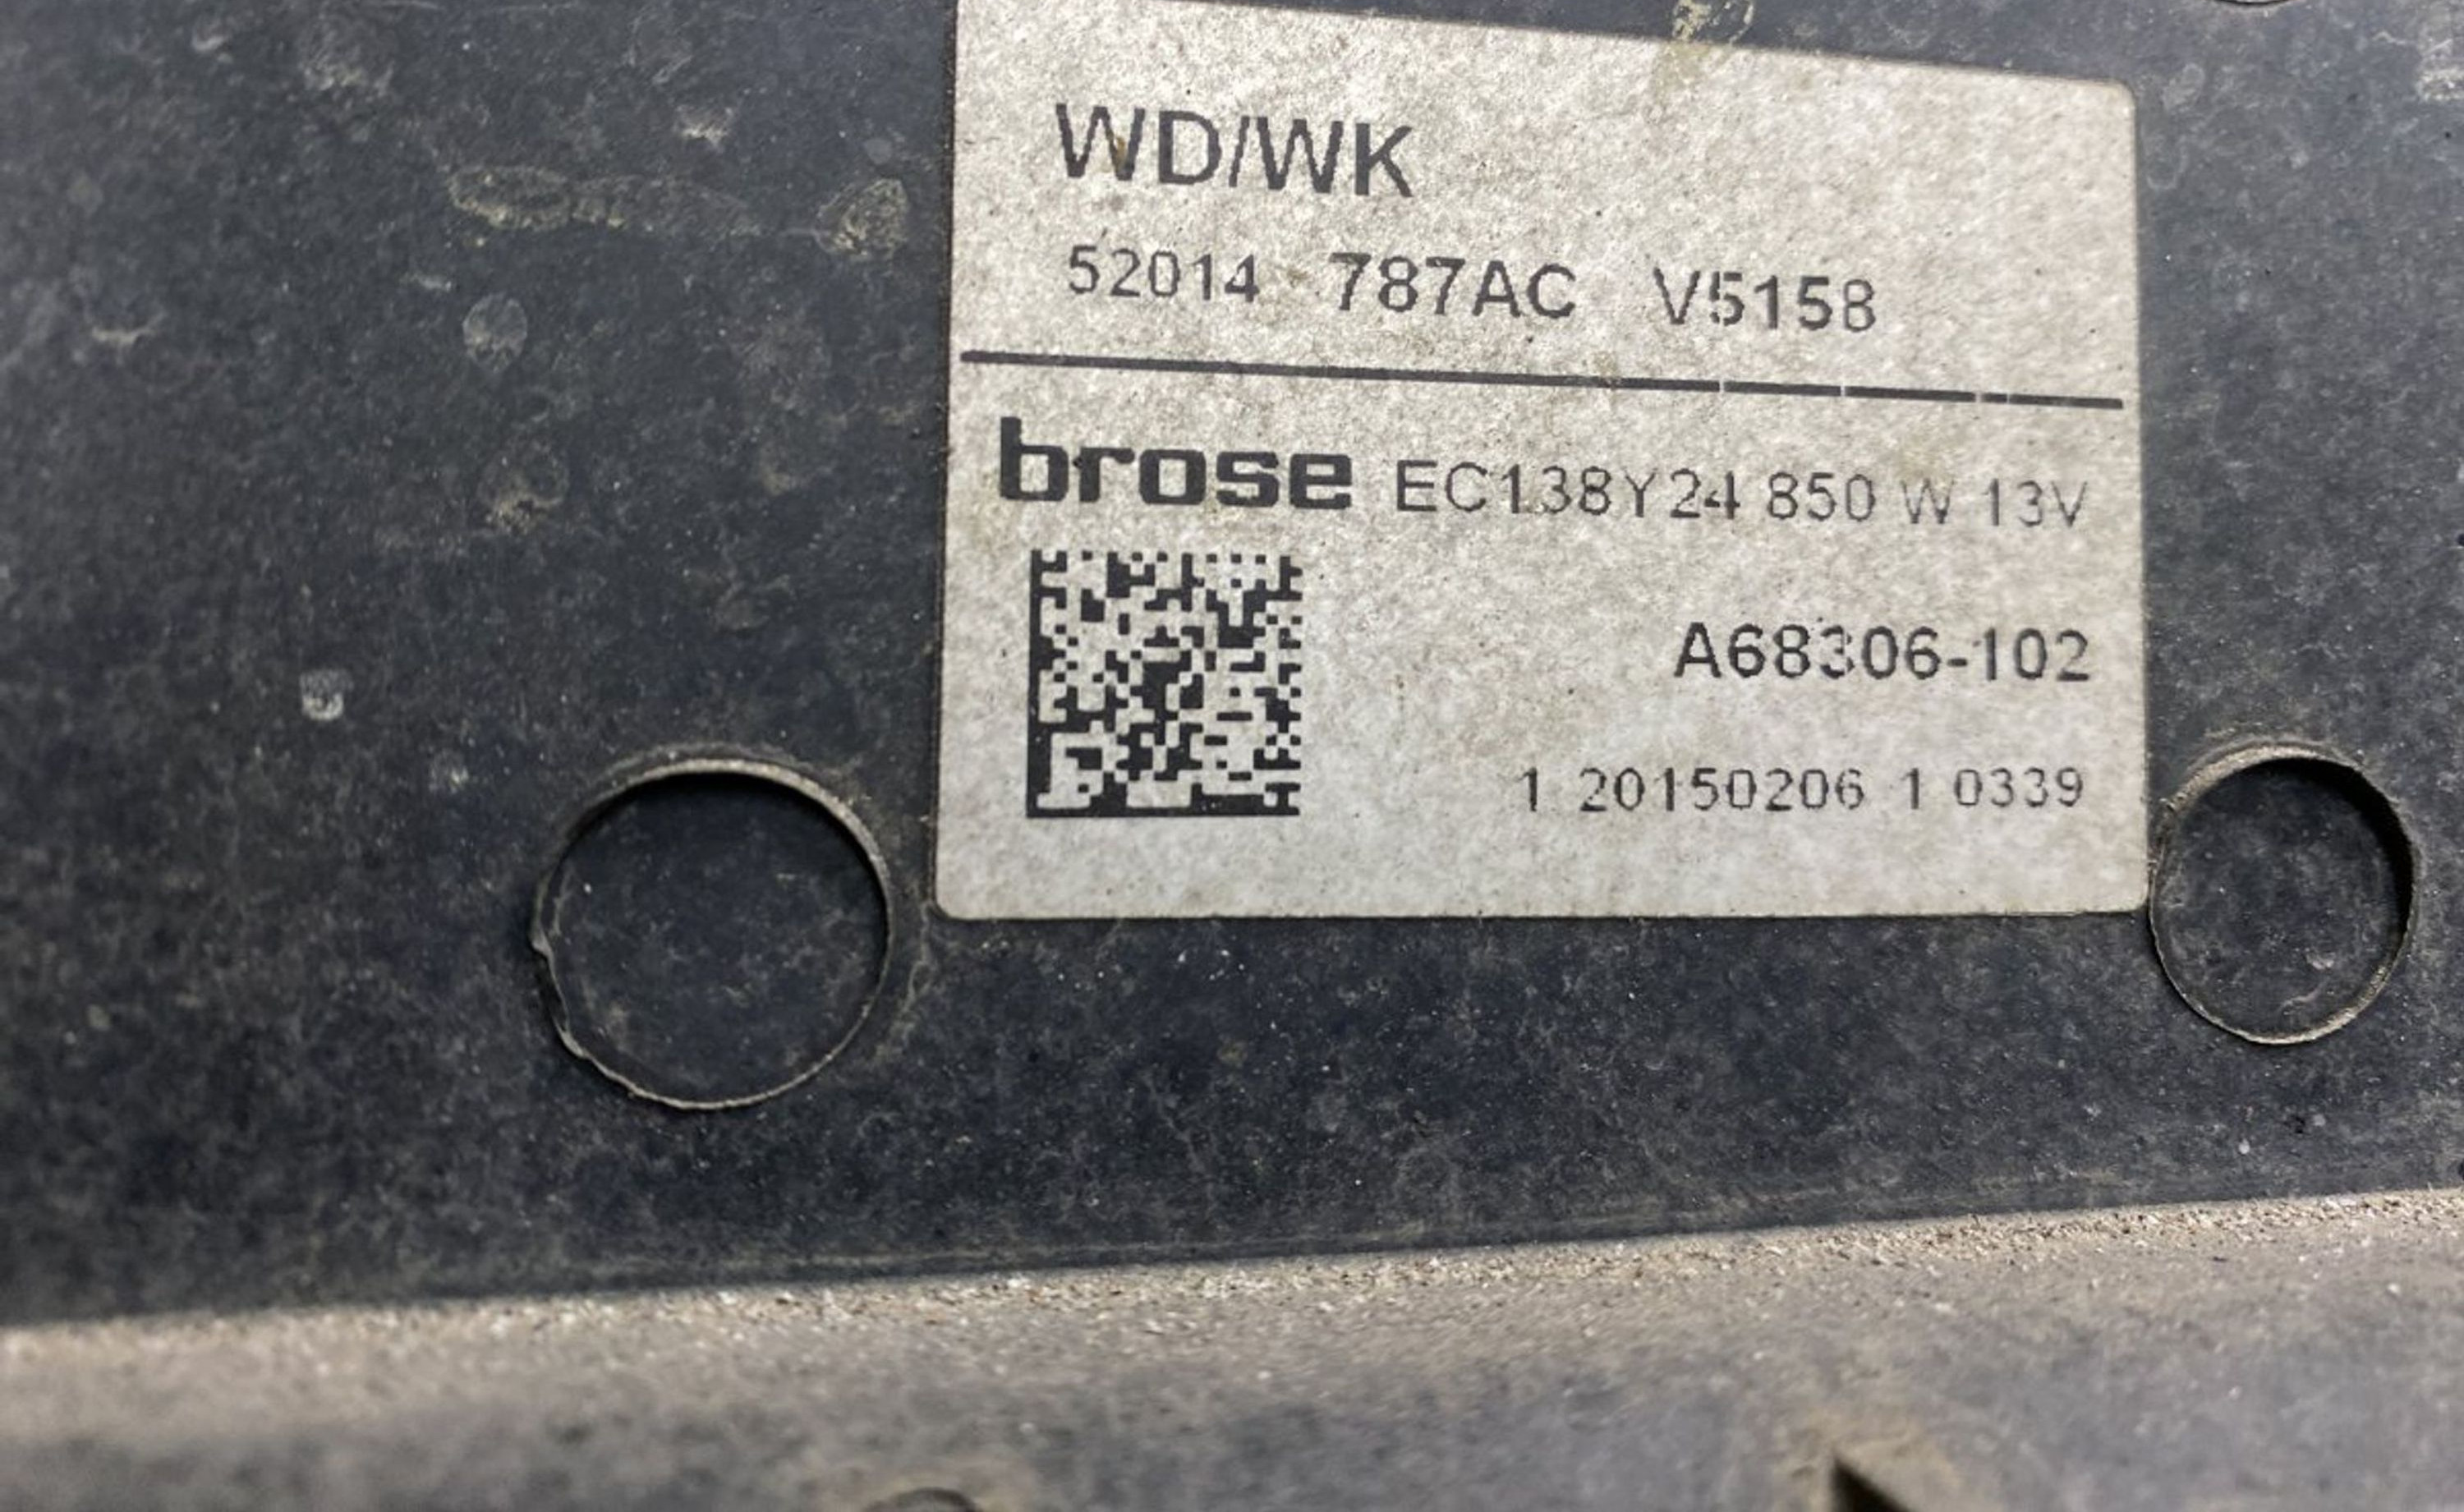 WD/WK
52014 787AC V5158
brose EC138Y24 850 W 13V
A68306-102
1 20150206 1 0339